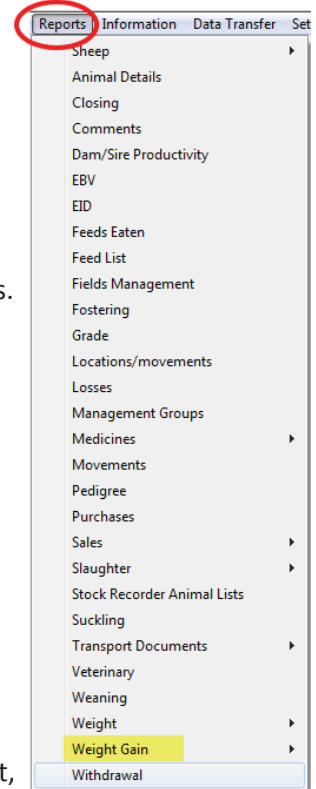 Reports Information Data Transfer Set
Sheep
Animal Details
Closing
Comments
Dam/Sire Productivity
EBV
EID
Feeds Eaten
Feed List
s.
Fields Management
Fostering
Grade
Locations/movements
Losses
Management Groups
Medicines
Movements
Pedigree
Purchases
Sales
Slaughter
Stock Recorder Animal Lists
Suckling
Transport Documents
Veterinary
Weaning
Weight
Weight Gain
t,
Withdrawal